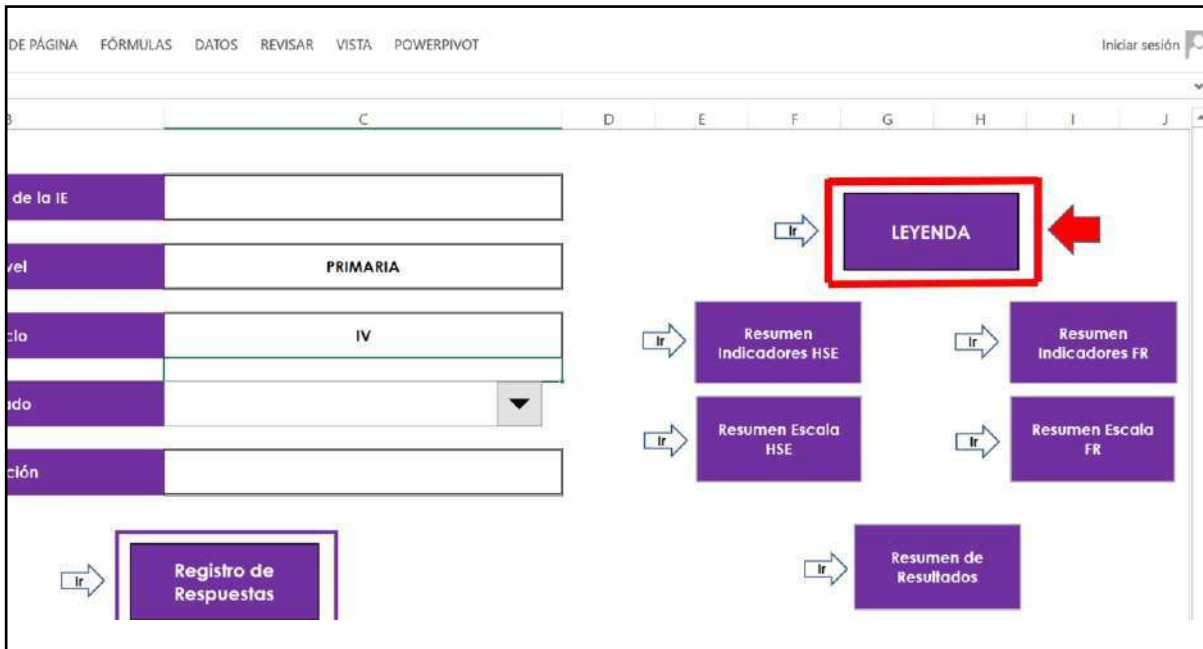 DE PÁGINA FÓRMULAS DATOS REVISAR VISTA POWERPIVOT Iniciar sesión
C D E F G H I J
de la IE
Ir LEYENDA
vel PRIMARIA
clo IV
Ir Resumen
Indicadores HSE
Ir Resumen
Indicadores FR
ado
Ir Resumen Escala
HSE
Ir Resumen Escala
FR
ción
Ir Registro de
Respuestas
Ir Resumen de
Resultados